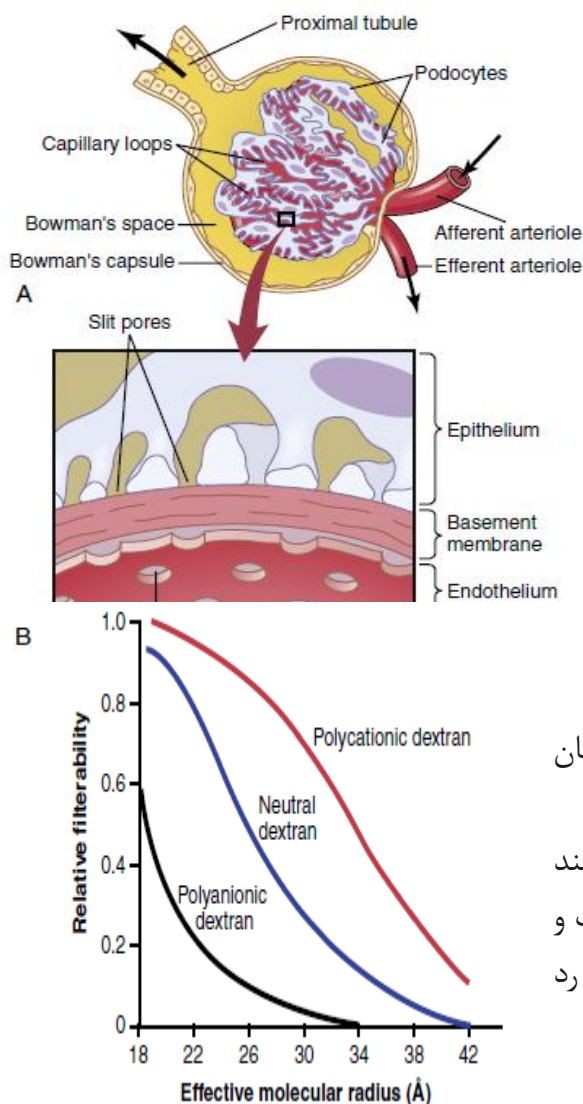 Proximal tubule
Podocytes
Capillary loops
Bowman's space
Bowman's capsule
Afferent arteriole
Efferent arteriole
A
Slit pores
Epithelium
Basement
membrane
Endothelium
B
Relative filterability
1.0
0.8
0.6
0.4
0.2
0
Polycationic dextran
Neutral
dextran
Polyanionic
dextran
18 22 26 30 34 38 42
Effective molecular radius (Å)
و
رد